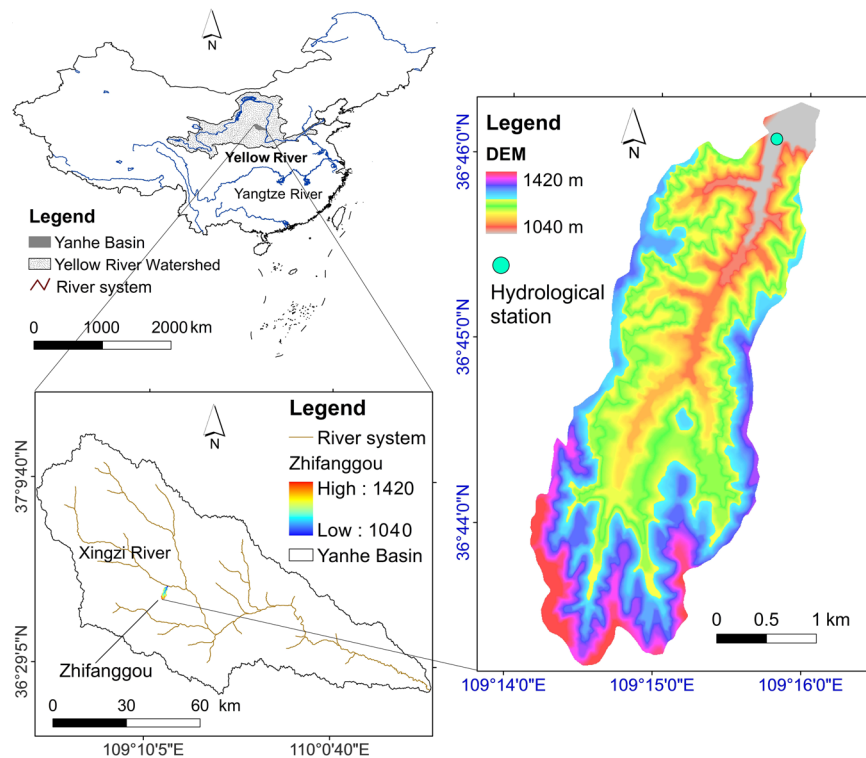 N
Yellow River
Yangtze River
Legend
Yanhe Basin
Yellow River Watershed
River system
0 1000 2000 km
N
Legend
River system
Zhifanggou
High : 1420
Low : 1040
Yanhe Basin
Xingzi River
Zhifanggou
0 30 60 km
37°9'40"N
36°29'5"N
109°10'5"E 110°0'40"E
Legend
N
DEM
1420 m
1040 m
Hydrological
station
36°46'0"N
36°45'0"N
36°44'0"N
0 0.5 1 km
109°14'0"E 109°15'0"E 109°16'0"E